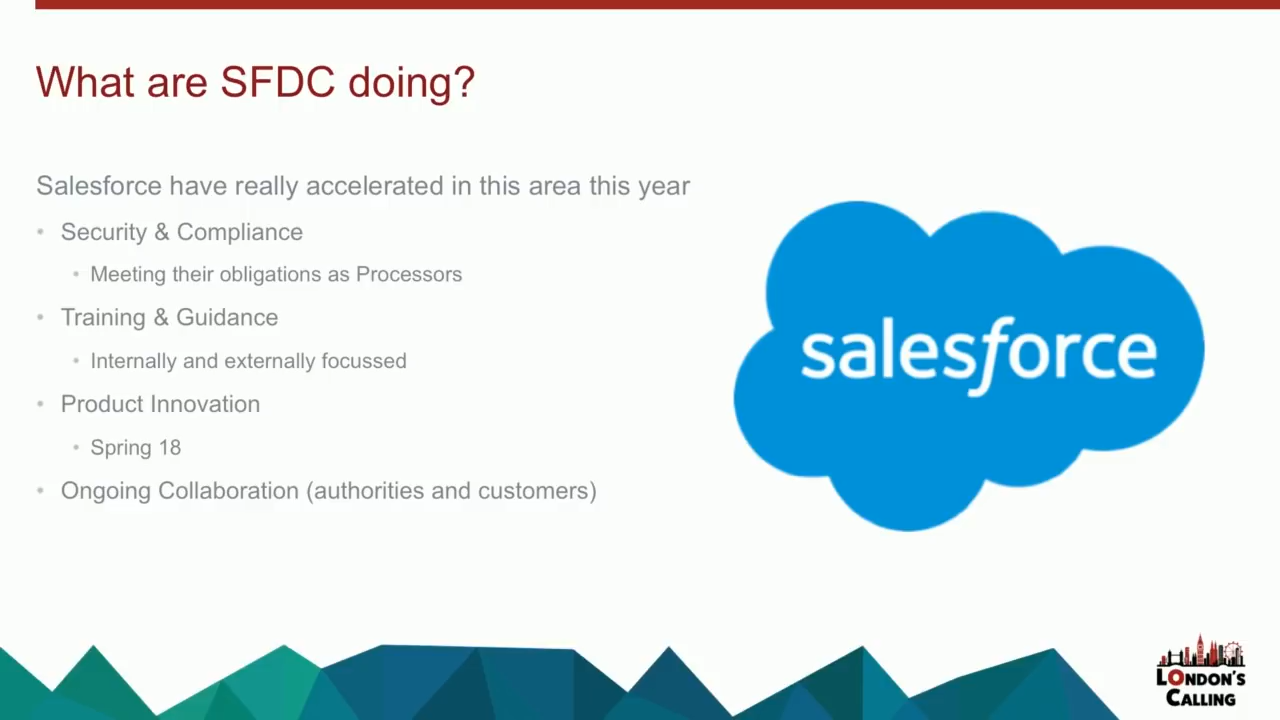 What are SFDC doing?
Salesforce have really accelerated in this area this year
• Security & Compliance
• Meeting their obligations as Processors
• Training & Guidance
• Internally and externally focussed
• Product Innovation
• Spring 18
• Ongoing Collaboration (authorities and customers)
salesforce
LONDON'S
CALLING